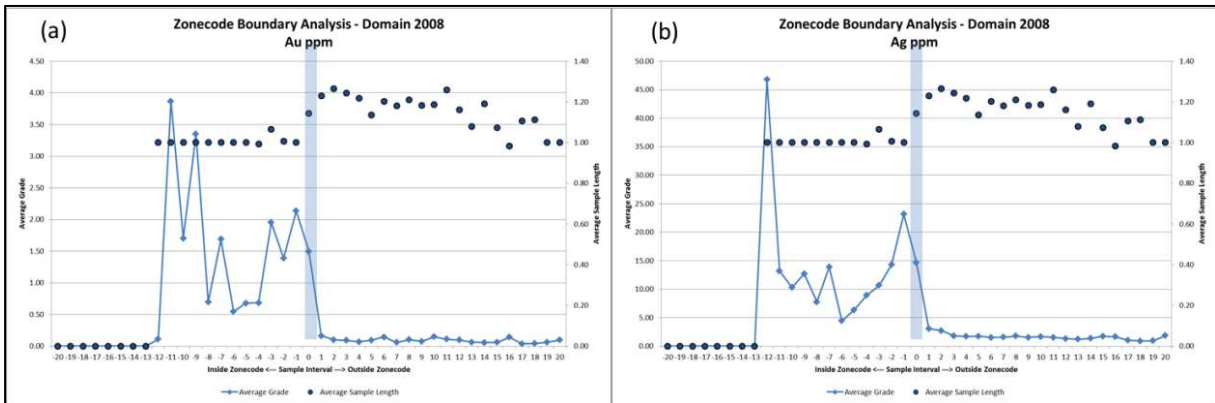 (a)
Zonecode Boundary Analysis - Domain 2008
Au ppm
4.50
4.00
3.50
3.00
2.50
2.00
1.50
1.00
0.50
0.00
Average Grade
1.40
1.20
1.00
0.80
0.60
0.40
0.20
0.00
Average Sample Length
-20 -19 -18 -17 -16 -15 -14 -13 -12 -11 -10 -9 -8 -7 -6 -5 -4 -3 -2 -1 0 1 2 3 4 5 6 7 8 9 10 11 12 13 14 15 16 17 18 19 20
Inside Zonecode <--- Sample Interval ---> Outside Zonecode
Average Grade
Average Sample Length
(b)
Zonecode Boundary Analysis - Domain 2008
Ag ppm
50.00
45.00
40.00
35.00
30.00
25.00
20.00
15.00
10.00
5.00
0.00
Average Grade
1.40
1.20
1.00
0.80
0.60
0.40
0.20
0.00
Average Sample Length
-20 -19 -18 -17 -16 -15 -14 -13 -12 -11 -10 -9 -8 -7 -6 -5 -4 -3 -2 -1 0 1 2 3 4 5 6 7 8 9 10 11 12 13 14 15 16 17 18 19 20
Inside Zonecode <--- Sample Interval ---> Outside Zonecode
Average Grade
Average Sample Length